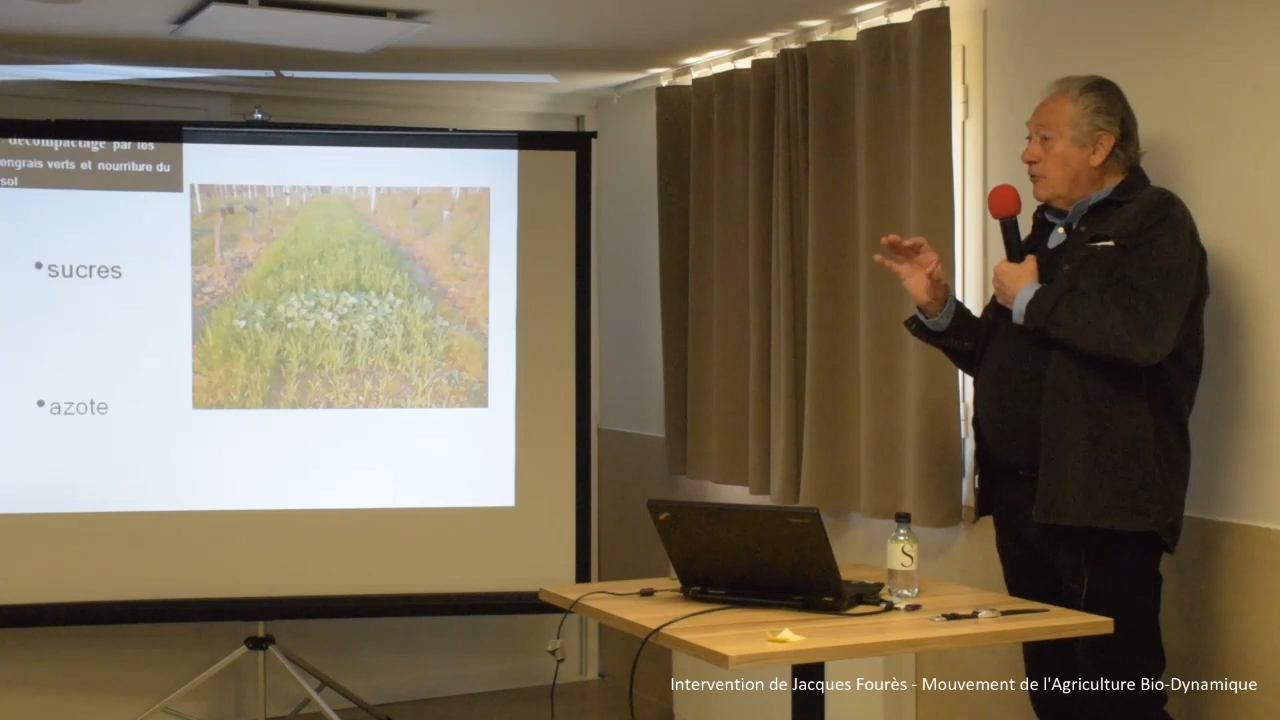 décompactage par les
engrais verts et nourriture du
sol
•sucres
•azote
S
Intervention de Jacques Fourès - Mouvement de l'Agriculture Bio-Dynamique